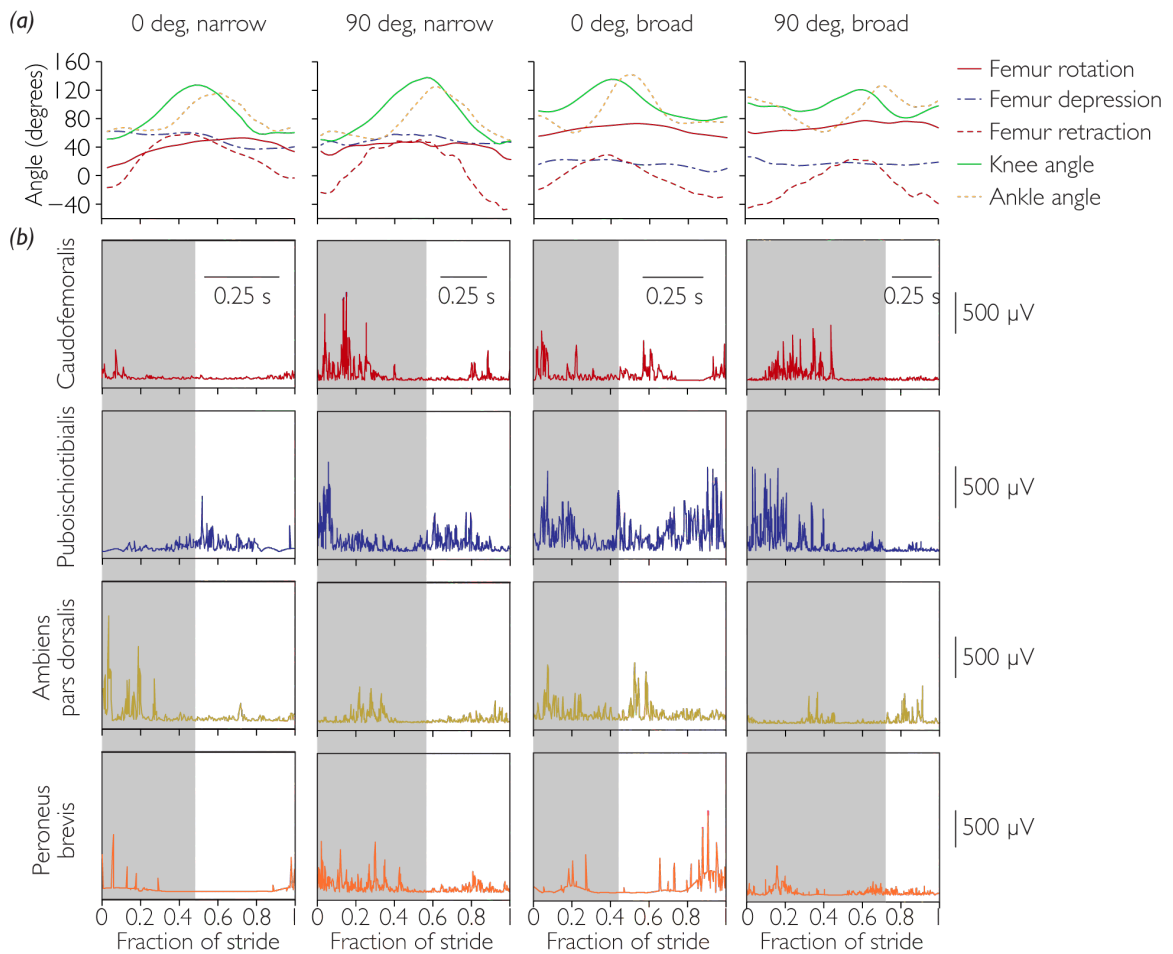 (a)
0 deg, narrow
90 deg, narrow
0 deg, broad
90 deg, broad
Angle (degrees)
160
120
80
40
0
−40
Femur rotation
Femur depression
Femur retraction
Knee angle
Ankle angle
(b)
Caudofemoralis
0.25 s
0.25 s
0.25 s
0.25 s
500 µV
Puboischiotibialis
500 µV
Ambiens
pars dorsalis
500 µV
Peroneus
brevis
500 µV
0 0.2 0.4 0.6 0.8 1
0 0.2 0.4 0.6 0.8 1
0 0.2 0.4 0.6 0.8 1
0 0.2 0.4 0.6 0.8 1
Fraction of stride
Fraction of stride
Fraction of stride
Fraction of stride